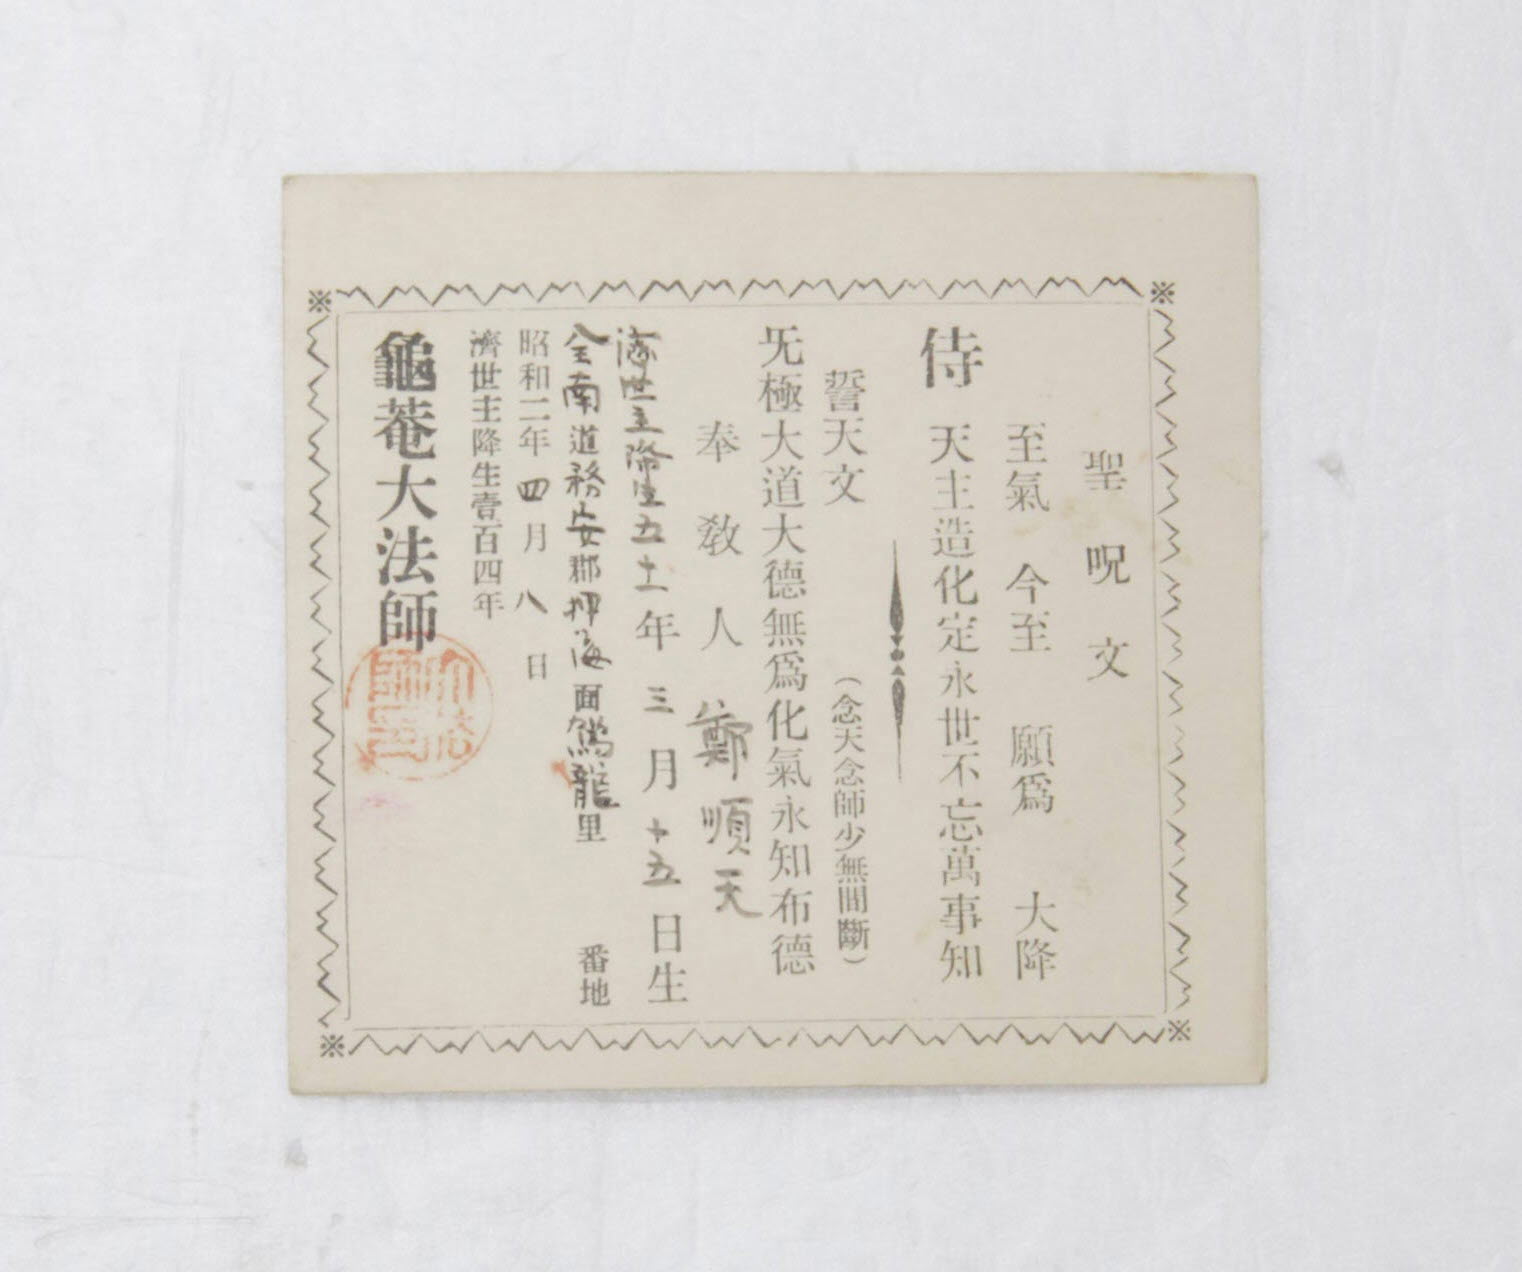 聖呪文
至氣 今至 願爲 大降
侍 天主造化定永世不忘萬事知
誓天文 (念天念師少無間斷)
旡極大道大德無爲化氣永知布德
奉敎人 鄭順天
濟世主降生五十二年三月十五日生
全南道務安郡押海面龍里 番地
昭和二年四月八日
濟世主降生壹百四年
龜菴大法師